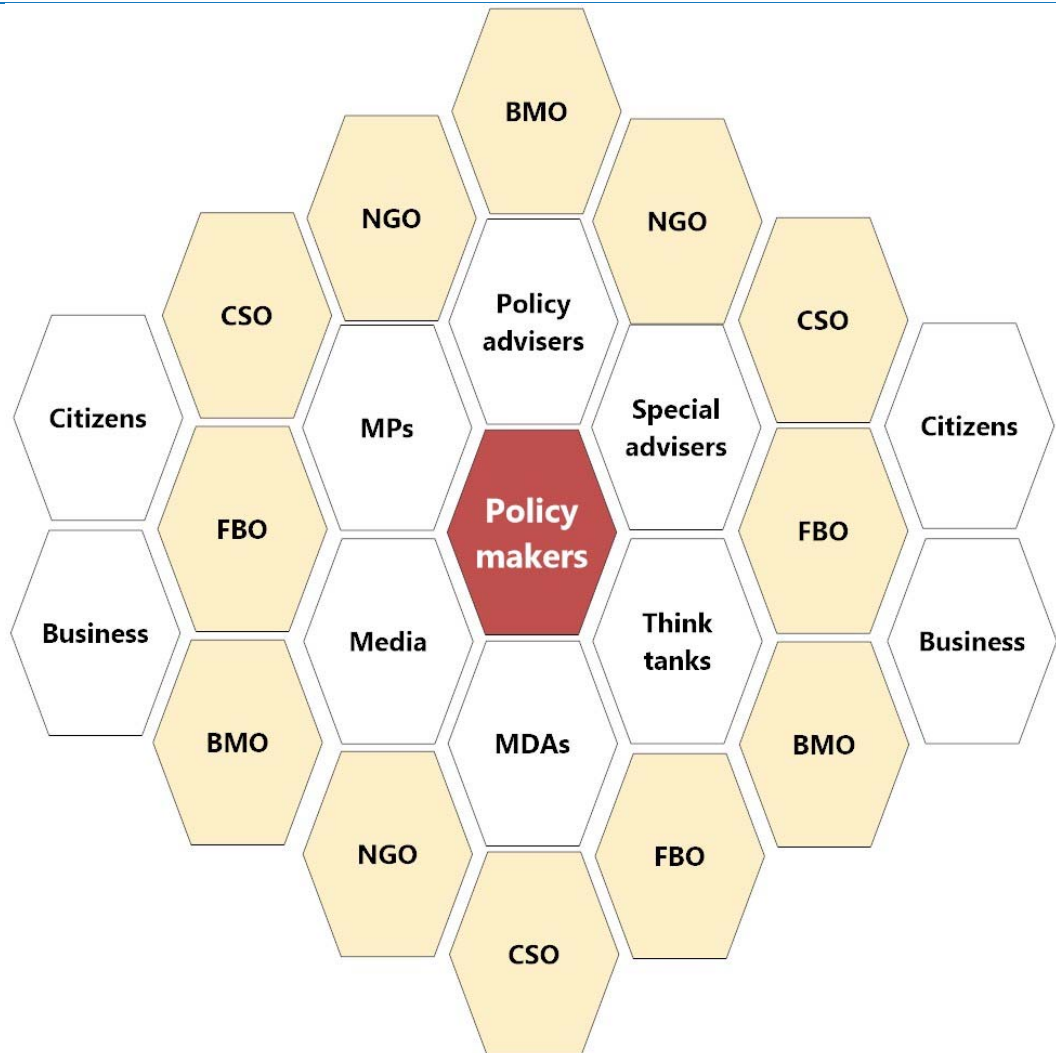 BMO
NGO
NGO
CSO
Policy
advisers
CSO
Citizens
MPs
Special
advisers
Citizens
FBO
Policy
makers
FBO
Business
Media
Think
tanks
Business
BMO
MDAs
BMO
NGO
FBO
CSO